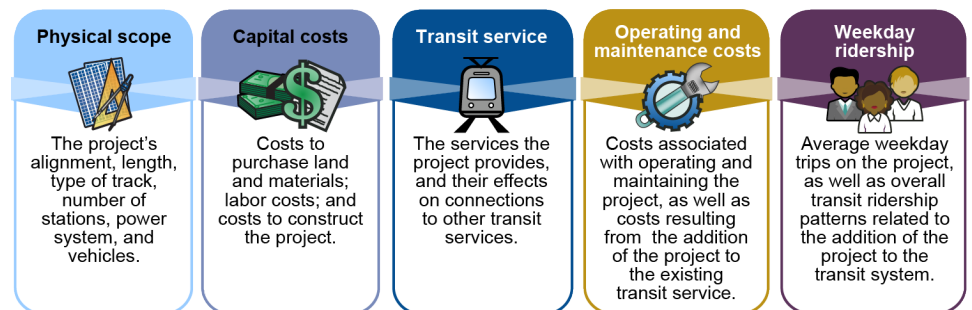 Physical scope
The project's
alignment, length,
type of track,
number of
stations, power
system, and
vehicles.
Capital costs
Costs to
purchase land
and materials;
labor costs; and
costs to construct
the project.
Transit service
The services the
project provides,
and their effects
on connections
to other transit
services.
Operating and
maintenance costs
Costs associated
with operating and
maintaining the
project, as well as
costs resulting
from the addition
of the project to
the existing
transit service.
Weekday
ridership
Average weekday
trips on the project,
as well as overall
transit ridership
patterns related to
the addition of the
project to the
transit system.